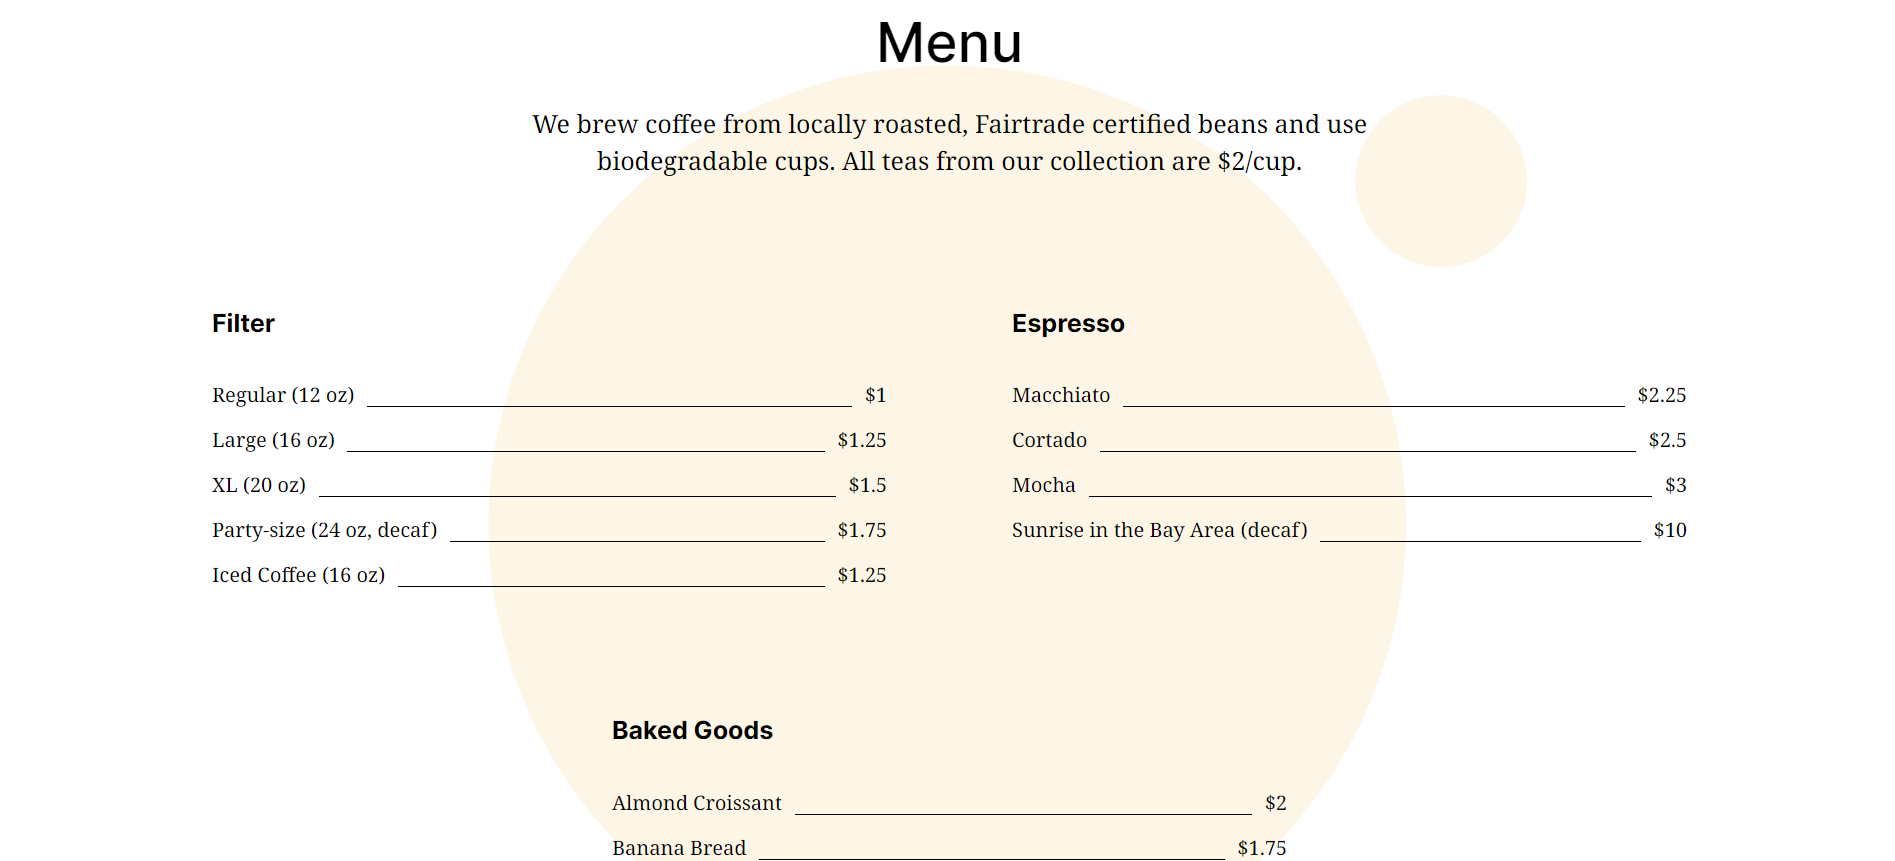 Menu
We brew coffee from locally roasted, Fairtrade certified beans and use
biodegradable cups. All teas from our collection are $2/cup.
Filter
Regular (12 oz) $1
Large (16 oz) $1.25
XL (20 oz) $1.5
Party-size (24 oz, decaf) $1.75
Iced Coffee (16 oz) $1.25
Espresso
Macchiato $2.25
Cortado $2.5
Mocha $3
Sunrise in the Bay Area (decaf) $10
Baked Goods
Almond Croissant $2
Banana Bread $1.75